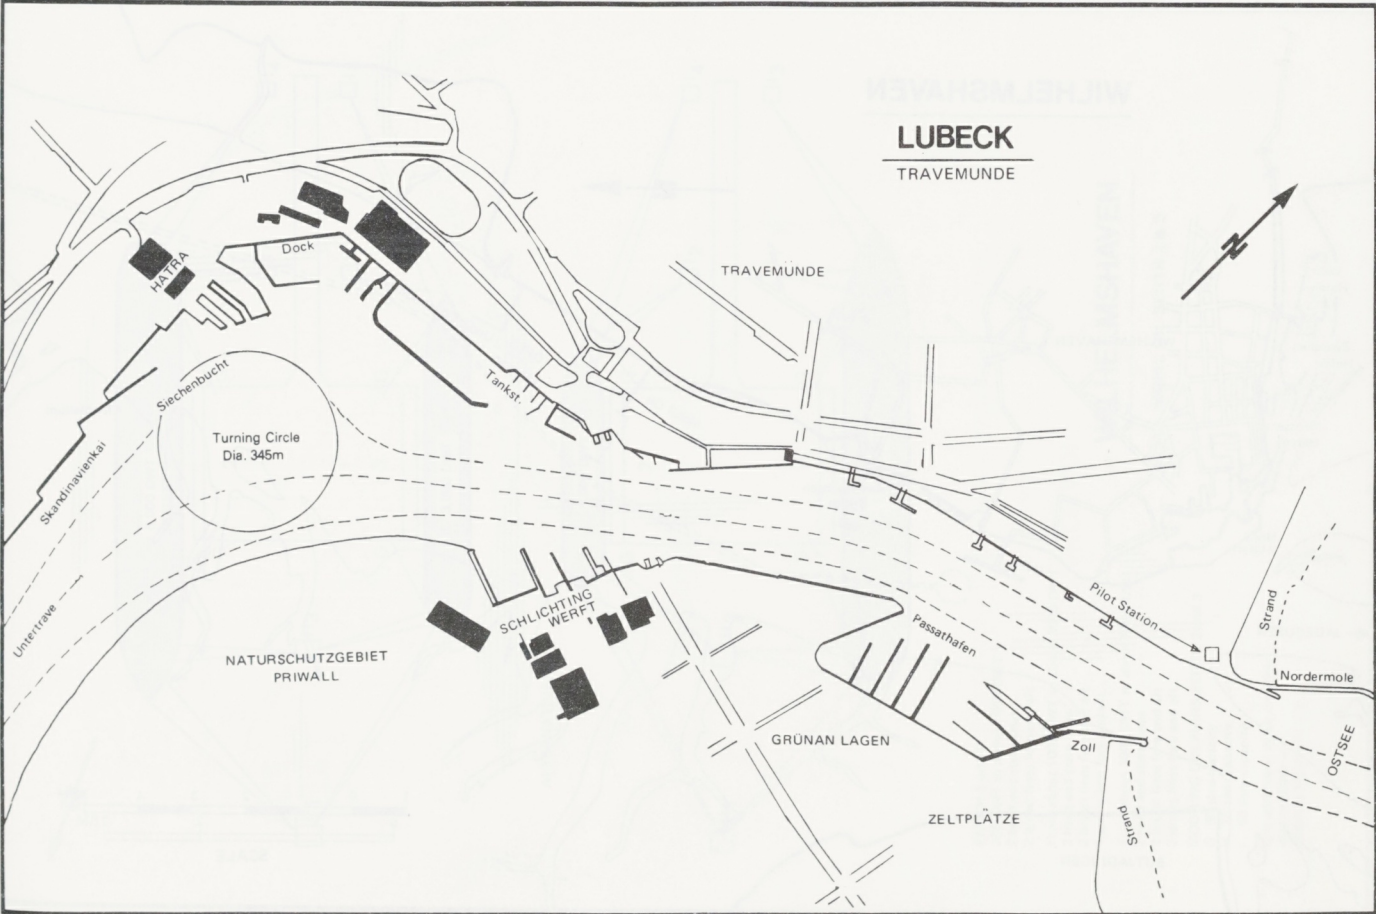 LUBECK
TRAVEMUNDE
N
TRAVEMÜNDE
Dock
HATRA
Siechenbucht
Tankst.
Turning Circle
Dia. 345m
Skandinavienkai
Untertrave
SCHLICHTING
WERFT
NATURSCHUTZGEBIET
PRIWALL
Passathafen
Pilot Station
Strand
Nordermole
OSTSEE
GRÜNAN LAGEN
Zoll
ZELTPLÄTZE
Strand
WILHELMSHAVEN